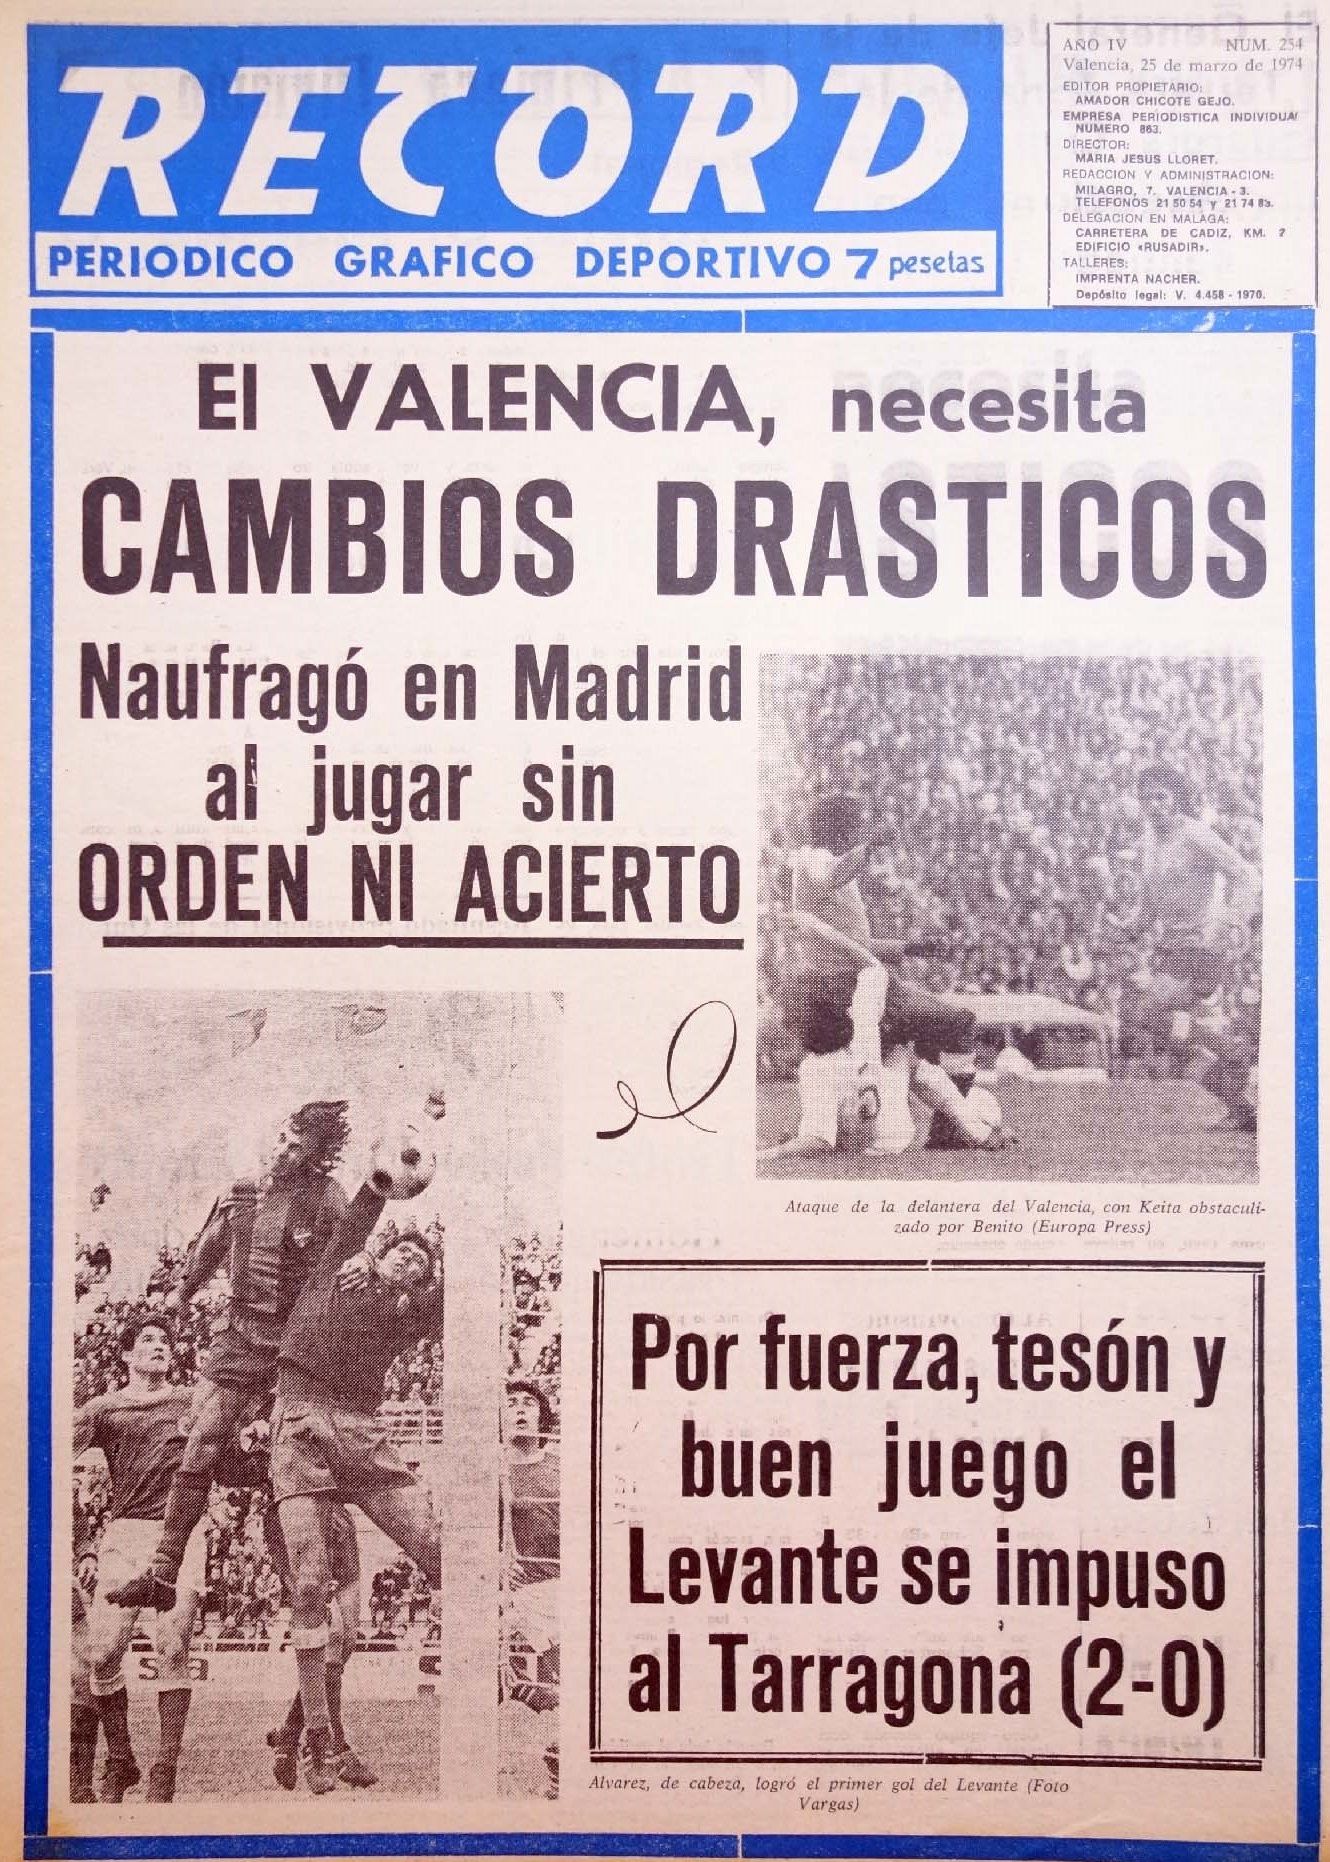 RECORD
PERIODICO GRAFICO DEPORTIVO 7 pesetas
AÑO IV NUM. 254
Valencia, 25 de marzo de 1974
EDITOR PROPIETARIO:
AMADOR CHICOTE GEJO.
EMPRESA PERIODISTICA INDIVIDUAL
NUMERO 863.
DIRECTOR:
MARIA JESUS LLORET.
REDACCION Y ADMINISTRACION:
MILAGRO, 7. VALENCIA - 3.
TELEFONOS 21 50 54 y 21 74 83.
DELEGACION EN MALAGA:
CARRETERA DE CADIZ, KM. 2
EDIFICIO «RUSADIR».
TALLERES:
IMPRENTA NACHER.
Depósito legal: V. 4.458 - 1970.
El VALENCIA, necesita
CAMBIOS DRASTICOS
Naufragó en Madrid
al jugar sin
ORDEN NI ACIERTO
Ataque de la delantera del Valencia, con Keita obstaculi-
zado por Benito (Europa Press)
Por fuerza, tesón y
buen juego el
Levante se impuso
al Tarragona (2-0)
Alvarez, de cabeza, logró el primer gol del Levante (Foto
Vargas)